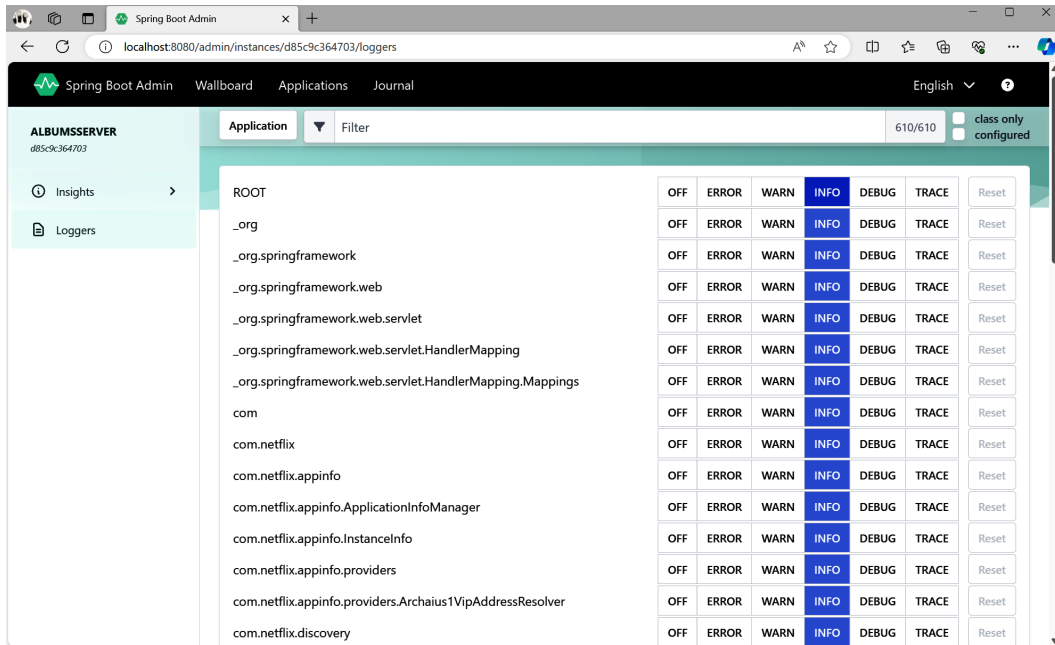 Spring Boot Admin
localhost:8080/admin/instances/d85c9c364703/loggers
Spring Boot Admin Wallboard Applications Journal English
ALBUMSSERVER
d85c9c364703
Insights
Loggers
Application Filter 610/610 class only
configured
ROOT OFF ERROR WARN INFO DEBUG TRACE Reset
_org OFF ERROR WARN INFO DEBUG TRACE Reset
_org.springframework OFF ERROR WARN INFO DEBUG TRACE Reset
_org.springframework.web OFF ERROR WARN INFO DEBUG TRACE Reset
_org.springframework.web.servlet OFF ERROR WARN INFO DEBUG TRACE Reset
_org.springframework.web.servlet.HandlerMapping OFF ERROR WARN INFO DEBUG TRACE Reset
_org.springframework.web.servlet.HandlerMapping.Mappings OFF ERROR WARN INFO DEBUG TRACE Reset
com OFF ERROR WARN INFO DEBUG TRACE Reset
com.netflix OFF ERROR WARN INFO DEBUG TRACE Reset
com.netflix.appinfo OFF ERROR WARN INFO DEBUG TRACE Reset
com.netflix.appinfo.ApplicationInfoManager OFF ERROR WARN INFO DEBUG TRACE Reset
com.netflix.appinfo.InstanceInfo OFF ERROR WARN INFO DEBUG TRACE Reset
com.netflix.appinfo.providers OFF ERROR WARN INFO DEBUG TRACE Reset
com.netflix.appinfo.providers.Archaius1VipAddressResolver OFF ERROR WARN INFO DEBUG TRACE Reset
com.netflix.discovery OFF ERROR WARN INFO DEBUG TRACE Reset